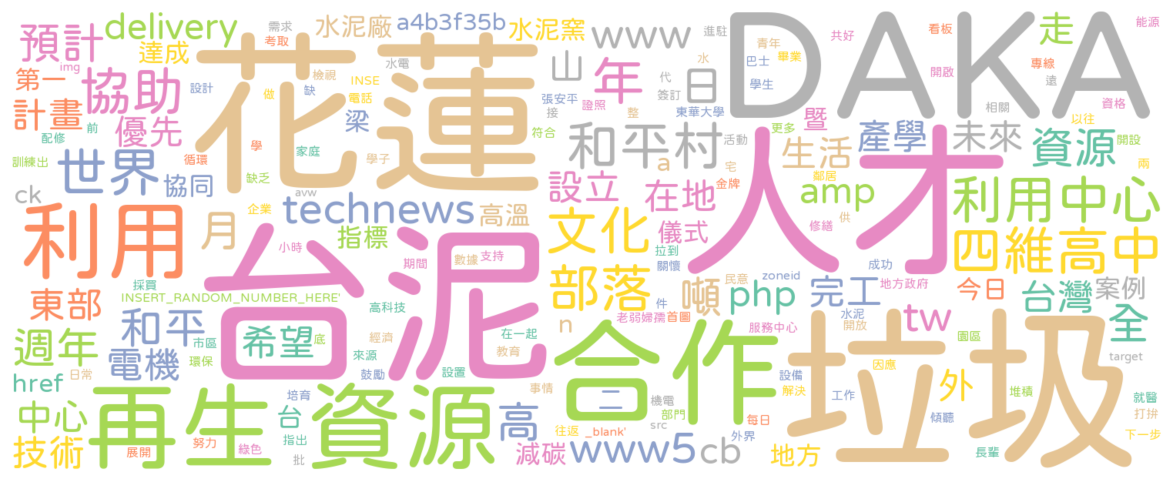 預計
delivery
水泥廠
需求
考取
a4b3f35b
水泥窯
www
進駐
DAKA
共好
看板
走
能源
達成
img
第一
協助
設計
花蓮
水電
檢視
INSE
做
缺
電話
張安平
簽訂
代
水
山
年
日
證照
接
整
青年
巴士
畢業
學生
開啟
專線
遠
相關
資格
計畫
前
配修
優先
訓練出
循環
學
家庭
梁
符合
東華大學
和平村
活動
更多
暨
產學
未來
以往
開設
資源
兩
世界
協同
缺乏
學子
a
宅
生活
鄰居
人才
ck
avw
企業
technews
高溫
設立
在地
金牌
amp
利用中心
利用
月
小時
指標
期間
數據
支持
文化
儀式
修繕
供
拉到
關懷
四維高中
台泥
採買
INSERT_RANDOM_NUMBER_HERE'
高科技
部落
噸
民意
zoneid
php
完工
成功
地方政府
今日
台灣
案例
東部
和平
市區
希望
底
經濟
在一起
n
件
老弱婦孺
首圖
服務中心
水泥
開放
tw
園區
全
週年
電機
環保
來源
鼓勵
設置
教育
合作
垃圾
因應
target
href
日常
培育
事情
二
機電
設備
解決
工作
外
堆積
就醫
中心
再生資源
台
指出
高
往返
部門
src
每日
傾聽
打拚
技術
展開
努力
綠色
批
減碳
_blank'
www5
cb
外界
地方
長輩
下一步